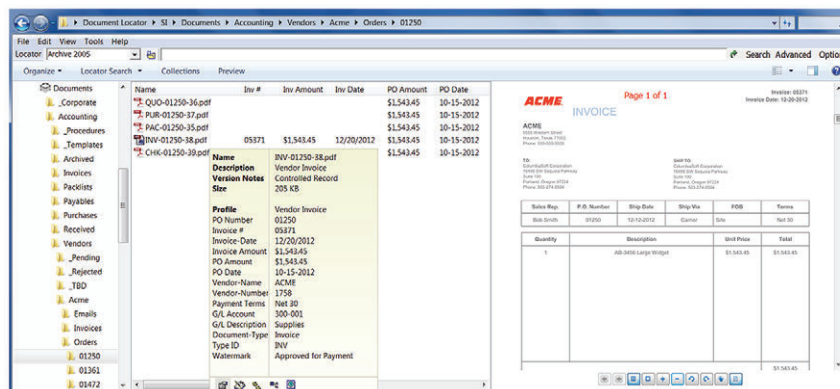 Document Locator ▸ SI ▸ Documents ▸ Accounting ▸ Vendors ▸ Acme ▸ Orders ▸ 01250
File Edit View Tools Help
Locator Archive 2005 Search Advanced Option
Organize Locator Search Collections Preview
Documents
_Corporate
Accounting
_Procedures
_Templates
Archived
Invoices
Packlists
Payables
Purchases
Received
Vendors
_Pending
_Rejected
_TBD
Acme
Emails
Invoices
Orders
01250
01361
01472
Name Inv # Inv Amount Inv Date PO Amount PO Date
QUO-01250-36.pdf $1,543.45 10-15-2012
PUR-01250-37.pdf $1,543.45 10-15-2012
PAC-01250-35.pdf $1,543.45 10-15-2012
INV-01250-38.pdf 05371 $1,543.45 12/20/2012 $1,543.45 10-15-2012
CHK-01250-39.pdf $1,543.45 10-15-2012
Name INV-01250-38.pdf
Description Vendor Invoice
Version Notes Controlled Record
Size 205 KB
Profile Vendor Invoice
PO Number 01250
Invoice # 05371
Invoice-Date 12/20/2012
Invoice Amount $1,543.45
PO Amount $1,543.45
PO Date 10-15-2012
Vendor-Name ACME
Vendor-Number 1758
Payment Terms Net 30
G/L Account 300-001
G/L Description Supplies
Document-Type Invoice
Type ID INV
Watermark Approved for Payment
ACME Page 1 of 1
Invoice: 05371
Invoice Date: 12-20-2012
INVOICE
ACME
Houston, Texas 77002
TO: SHIP TO:
Sales Rep. P.O. Number Ship Date Ship Via FOB Terms
Bob Smith 01250 12-12-2012 Carrier Site Net 30
Quantity Description Unit Price Total
1 AB-3456 Large Widget $1,543.45 $1,543.45
$1,543.45